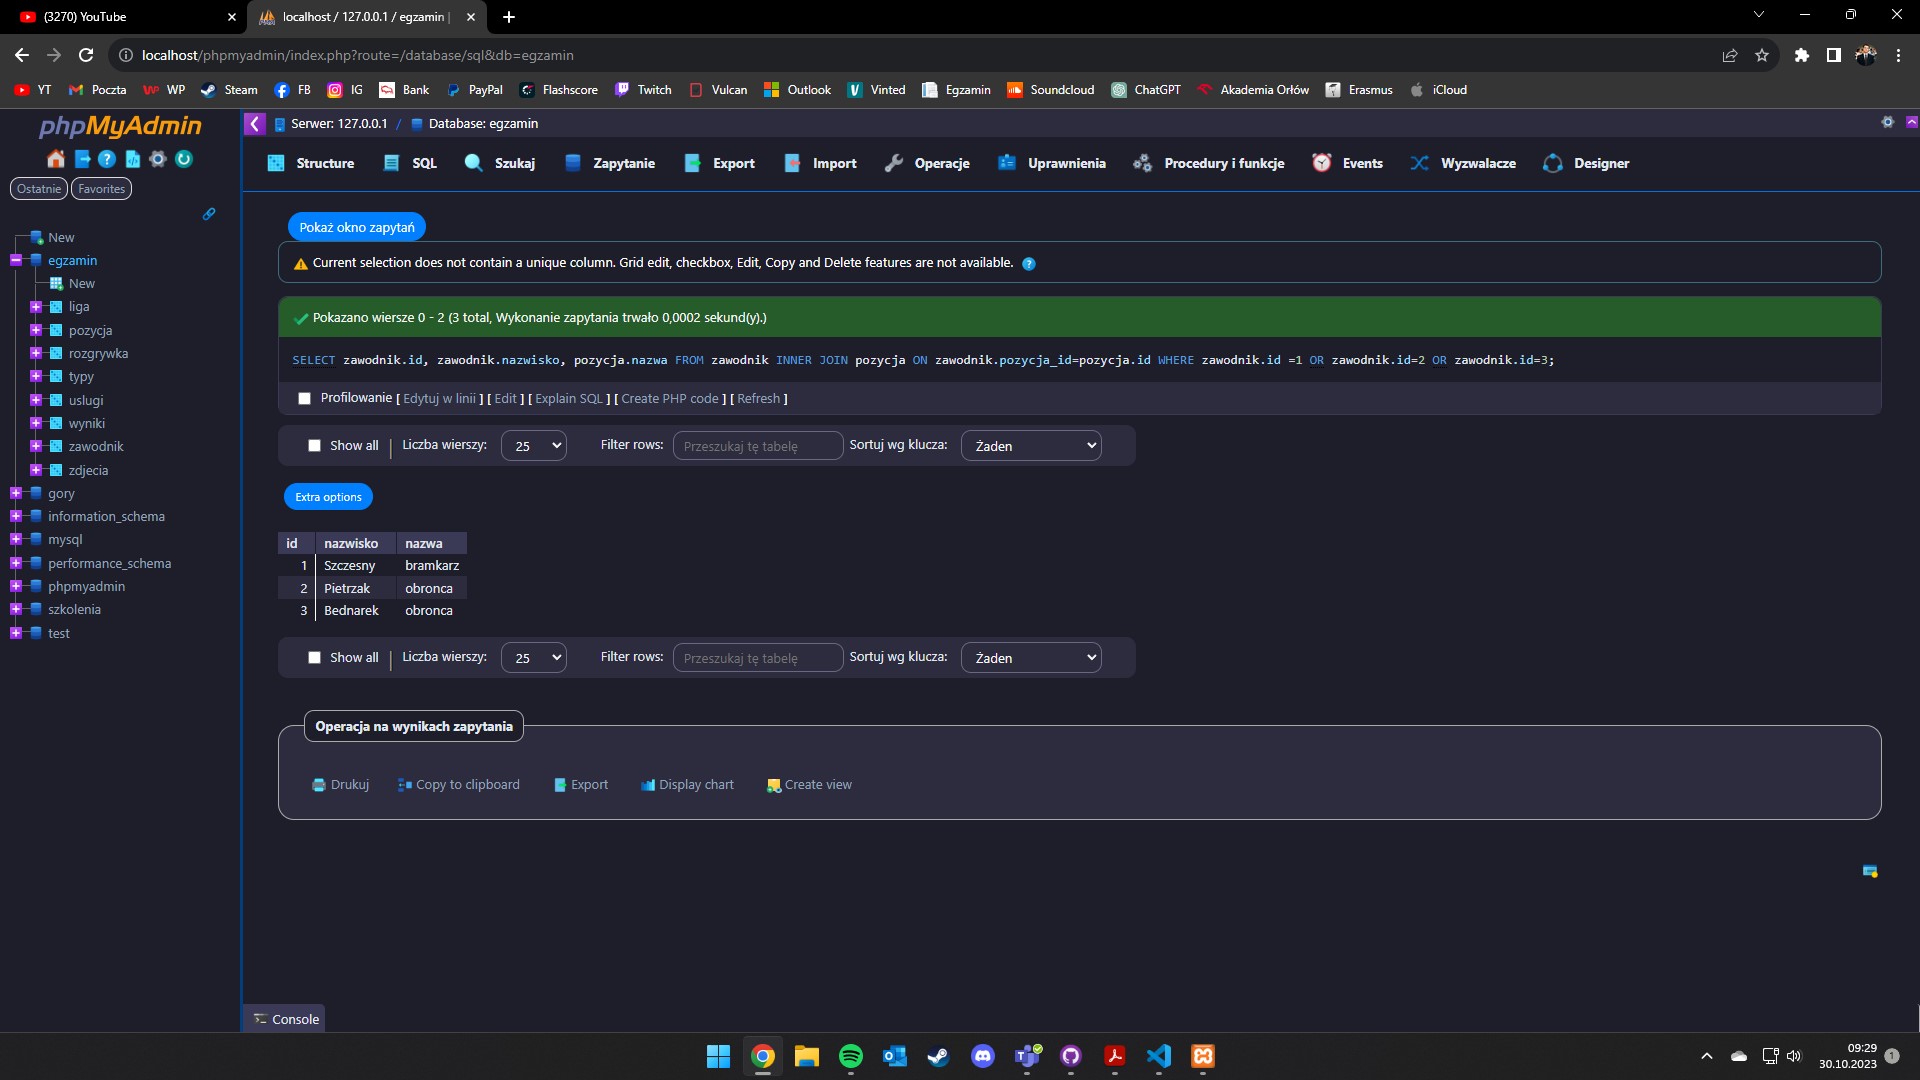 (3270) YouTube
localhost / 127.0.0.1 / egzamin |
localhost/phpmyadmin/index.php?route=/database/sql&db=egzamin
YT Poczta WP Steam FB IG Bank PayPal Flashscore Twitch Vulcan Outlook Vinted Egzamin Soundcloud ChatGPT Akademia Orłów Erasmus iCloud
phpMyAdmin
Ostatnie Favorites
New
egzamin
New
liga
pozycja
rozgrywka
typy
uslugi
wyniki
zawodnik
zdjecia
gory
information_schema
mysql
performance_schema
phpmyadmin
szkolenia
test
Serwer: 127.0.0.1 / Database: egzamin
Structure SQL Szukaj Zapytanie Export Import Operacje Uprawnienia Procedury i funkcje Events Wyzwalacze Designer
Pokaż okno zapytań
Current selection does not contain a unique column. Grid edit, checkbox, Edit, Copy and Delete features are not available.
Pokazano wiersze 0 - 2 (3 total, Wykonanie zapytania trwało 0,0002 sekund(y).)
SELECT zawodnik.id, zawodnik.nazwisko, pozycja.nazwa FROM zawodnik INNER JOIN pozycja ON zawodnik.pozycja_id=pozycja.id WHERE zawodnik.id =1 OR zawodnik.id=2 OR zawodnik.id=3;
Profilowanie [ Edytuj w linii ] [ Edit ] [ Explain SQL ] [ Create PHP code ] [ Refresh ]
Show all | Liczba wierszy: 25 Filter rows: Przeszukaj tę tabelę Sortuj wg klucza: Żaden
Extra options
id nazwisko nazwa
1 Szczesny bramkarz
2 Pietrzak obronca
3 Bednarek obronca
Show all | Liczba wierszy: 25 Filter rows: Przeszukaj tę tabelę Sortuj wg klucza: Żaden
Operacja na wynikach zapytania
Drukuj Copy to clipboard Export Display chart Create view
Console
09:29
30.10.2023
1